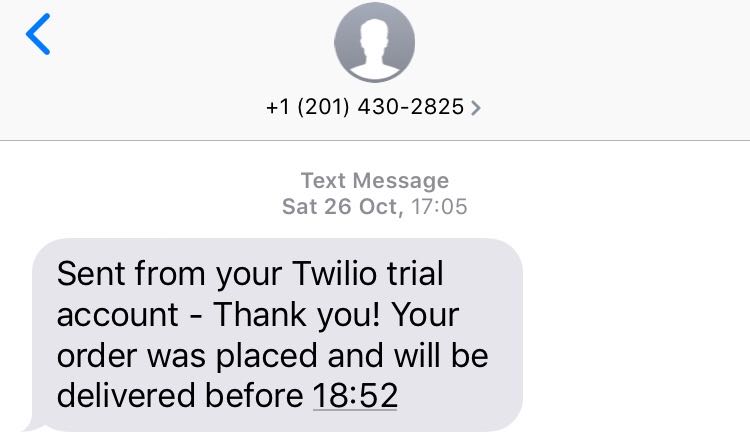 +1 (201) 430-2825
Text Message
Sat 26 Oct, 17:05
Sent from your Twilio trial
account - Thank you! Your
order was placed and will be
delivered before 18:52